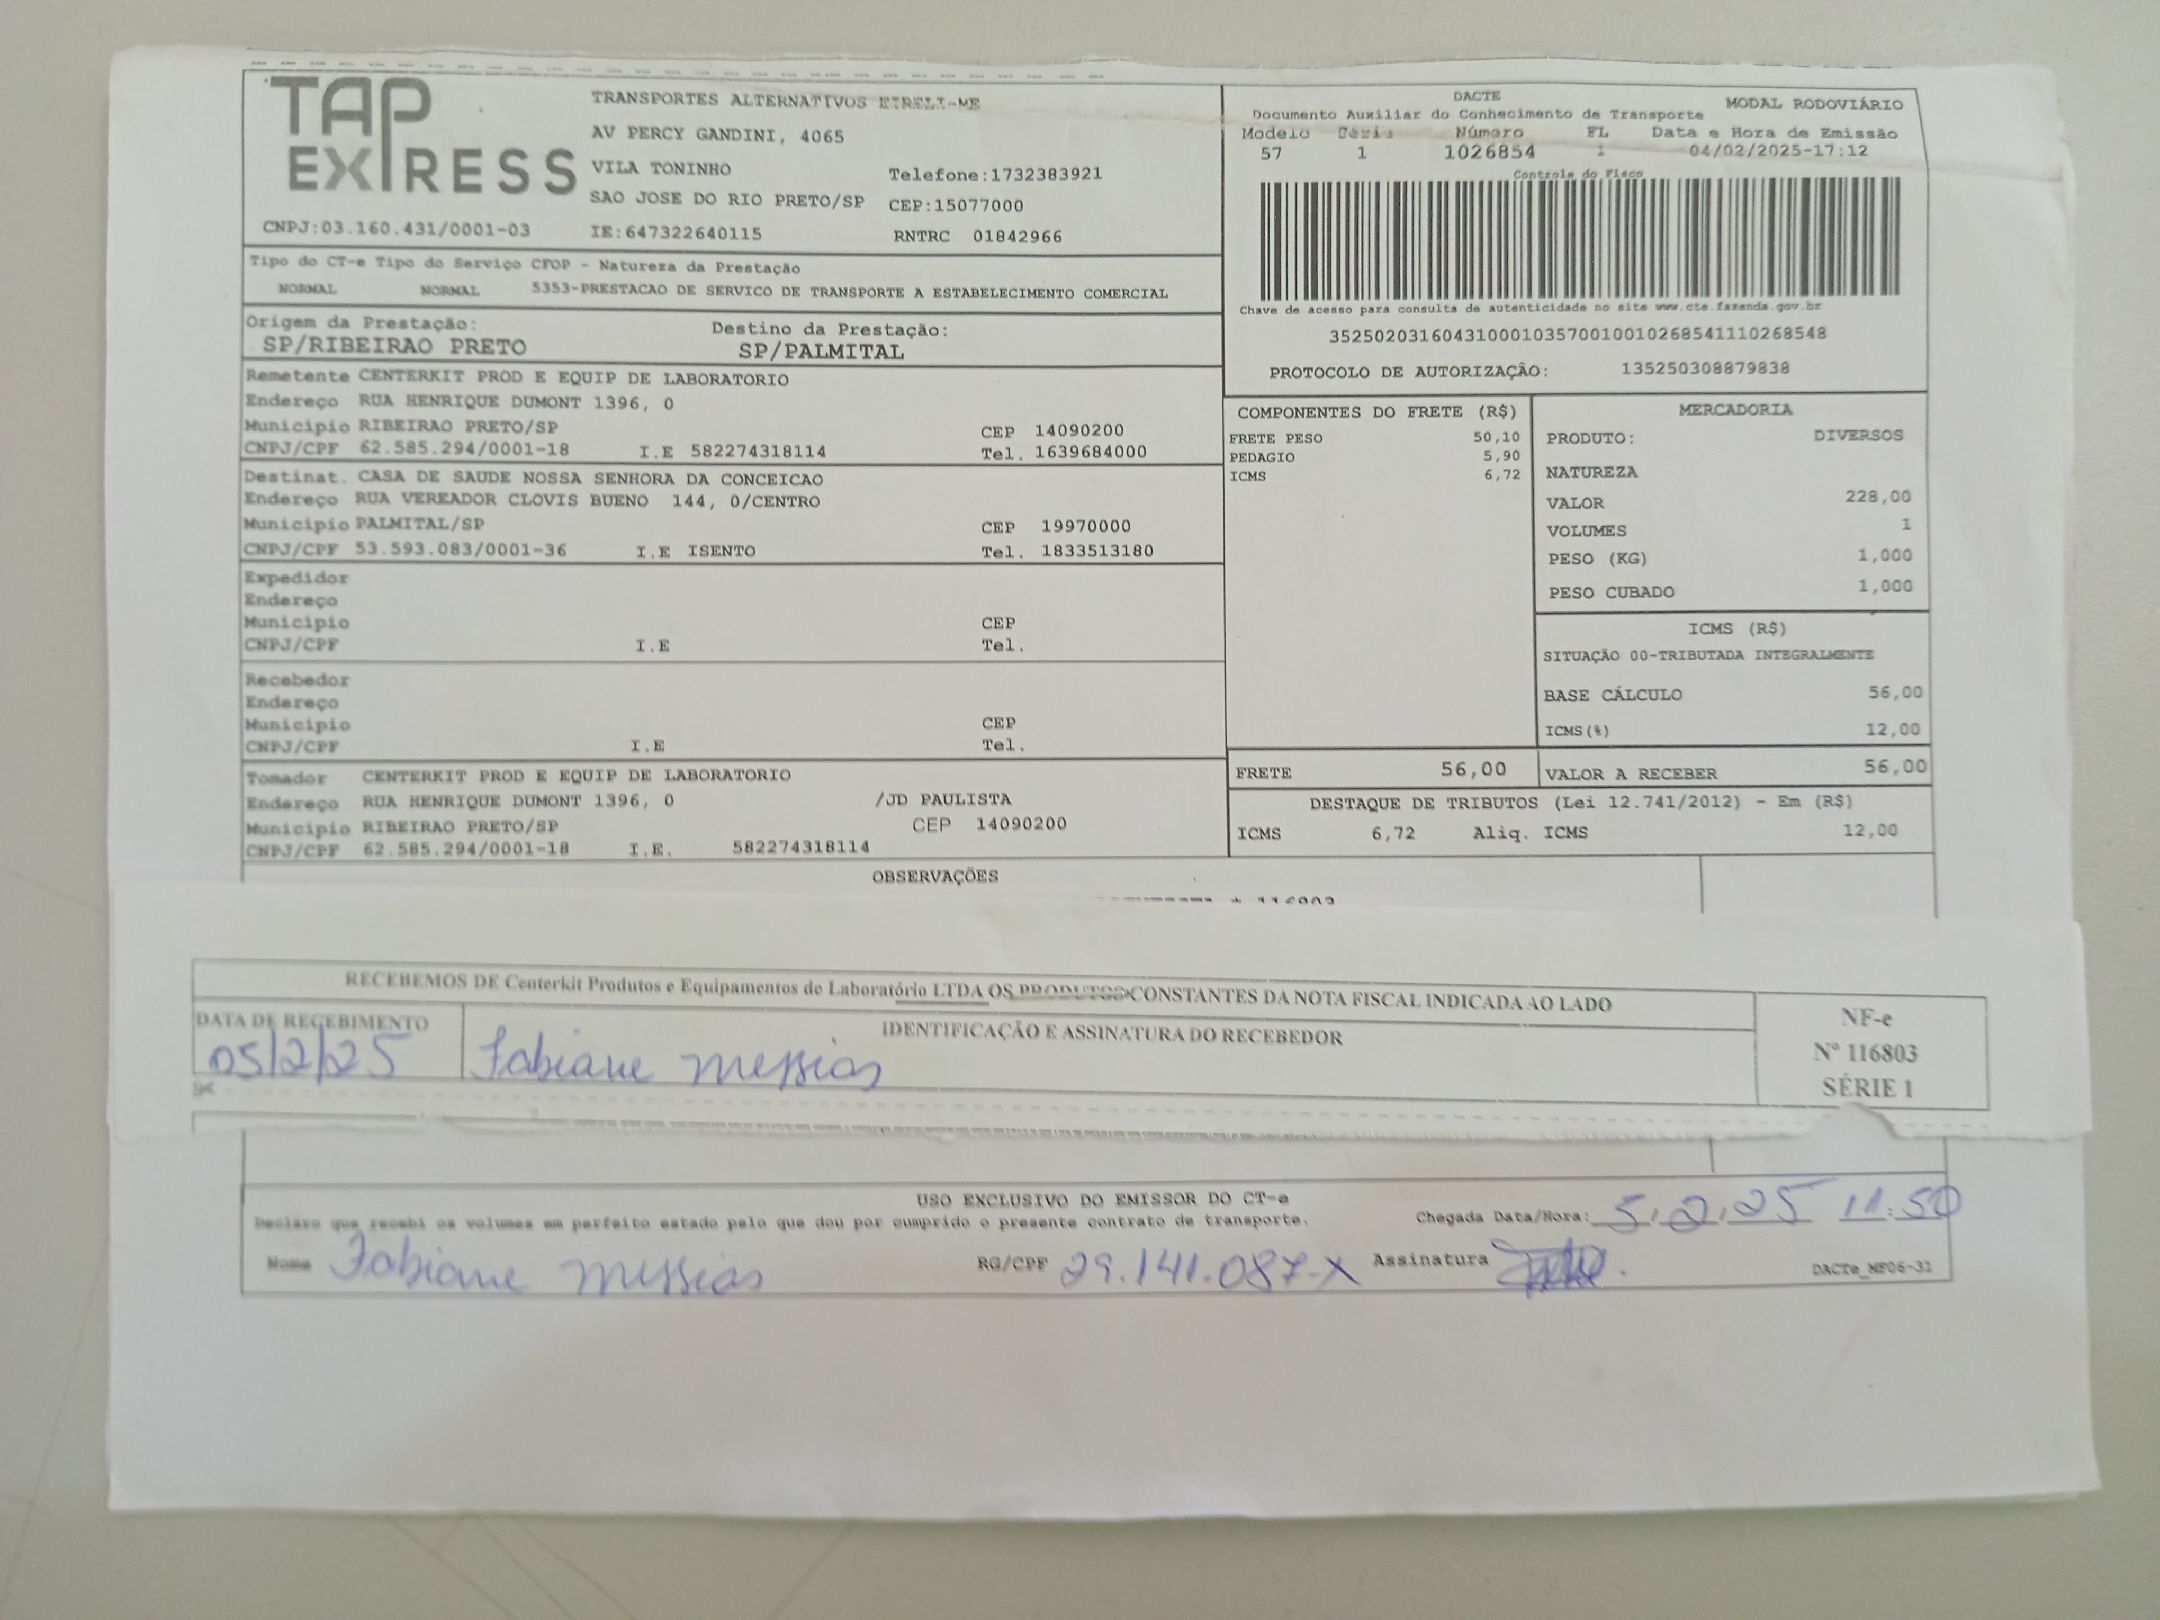 TAP EXPRESS
TRANSPORTES ALTERNATIVOS EIRELI-ME
AV PERCY GANDINI, 4065
VILA TONINHO Telefone:1732383921
SAO JOSE DO RIO PRETO/SP CEP:15077000
CNPJ:03.160.431/0001-03 IE:647322640115 RNTRC 01842966
DACTE MODAL RODOVIÁRIO
Documento Auxiliar do Conhecimento de Transporte
Modelo Série Número FL Data e Hora de Emissão
57 1 1026854 1 04/02/2025-17:12
Controle do Fisco
Chave de acesso para consulta de autenticidade no site www.cte.fazenda.gov.br
35250203160431000103570010010268541110268548
PROTOCOLO DE AUTORIZAÇÃO: 135250308879838
Tipo do CT-e Tipo do Serviço CFOP - Natureza da Prestação
NORMAL NORMAL 5353-PRESTACAO DE SERVICO DE TRANSPORTE A ESTABELECIMENTO COMERCIAL
Origem da Prestação: Destino da Prestação:
SP/RIBEIRAO PRETO SP/PALMITAL
Remetente CENTERKIT PROD E EQUIP DE LABORATORIO
Endereço RUA HENRIQUE DUMONT 1396, 0
Município RIBEIRAO PRETO/SP CEP 14090200
CNPJ/CPF 62.585.294/0001-18 I.E 582274318114 Tel. 1639684000
Destinat. CASA DE SAUDE NOSSA SENHORA DA CONCEICAO
Endereço RUA VEREADOR CLOVIS BUENO 144, 0/CENTRO
Município PALMITAL/SP CEP 19970000
CNPJ/CPF 53.593.083/0001-36 I.E ISENTO Tel. 1833513180
Expedidor
Endereço
Município CEP
CNPJ/CPF I.E Tel.
Recebedor
Endereço
Município CEP
CNPJ/CPF I.E Tel.
Tomador CENTERKIT PROD E EQUIP DE LABORATORIO
Endereço RUA HENRIQUE DUMONT 1396, 0 /JD PAULISTA
Município RIBEIRAO PRETO/SP CEP 14090200
CNPJ/CPF 62.585.294/0001-18 I.E. 582274318114
COMPONENTES DO FRETE (R$)
FRETE PESO 50,10
PEDAGIO 5,90
ICMS 6,72
MERCADORIA
PRODUTO: DIVERSOS
NATUREZA
VALOR 228,00
VOLUMES 1
PESO (KG) 1,000
PESO CUBADO 1,000
ICMS (R$)
SITUAÇÃO 00-TRIBUTADA INTEGRALMENTE
BASE CÁLCULO 56,00
ICMS(%) 12,00
FRETE 56,00 VALOR A RECEBER 56,00
DESTAQUE DE TRIBUTOS (Lei 12.741/2012) - Em (R$)
ICMS 6,72 Aliq. ICMS 12,00
OBSERVAÇÕES
RECEBEMOS DE Centerkit Produtos e Equipamentos de Laboratório LTDA OS PRODUTOS CONSTANTES DA NOTA FISCAL INDICADA AO LADO
DATA DE RECEBIMENTO IDENTIFICAÇÃO E ASSINATURA DO RECEBEDOR
05/2/25 Fabiane Messias
NF-e
Nº 116803
SÉRIE 1
USO EXCLUSIVO DO EMISSOR DO CT-e
Declaro que recebi os volumes em perfeito estado pelo que dou por cumprido o presente contrato de transporte. Chegada Data/Hora: 5.2.25 11:50
Nome Fabiane Messias RG/CPF 29.141.087-X Assinatura
DACTe_MF06-31